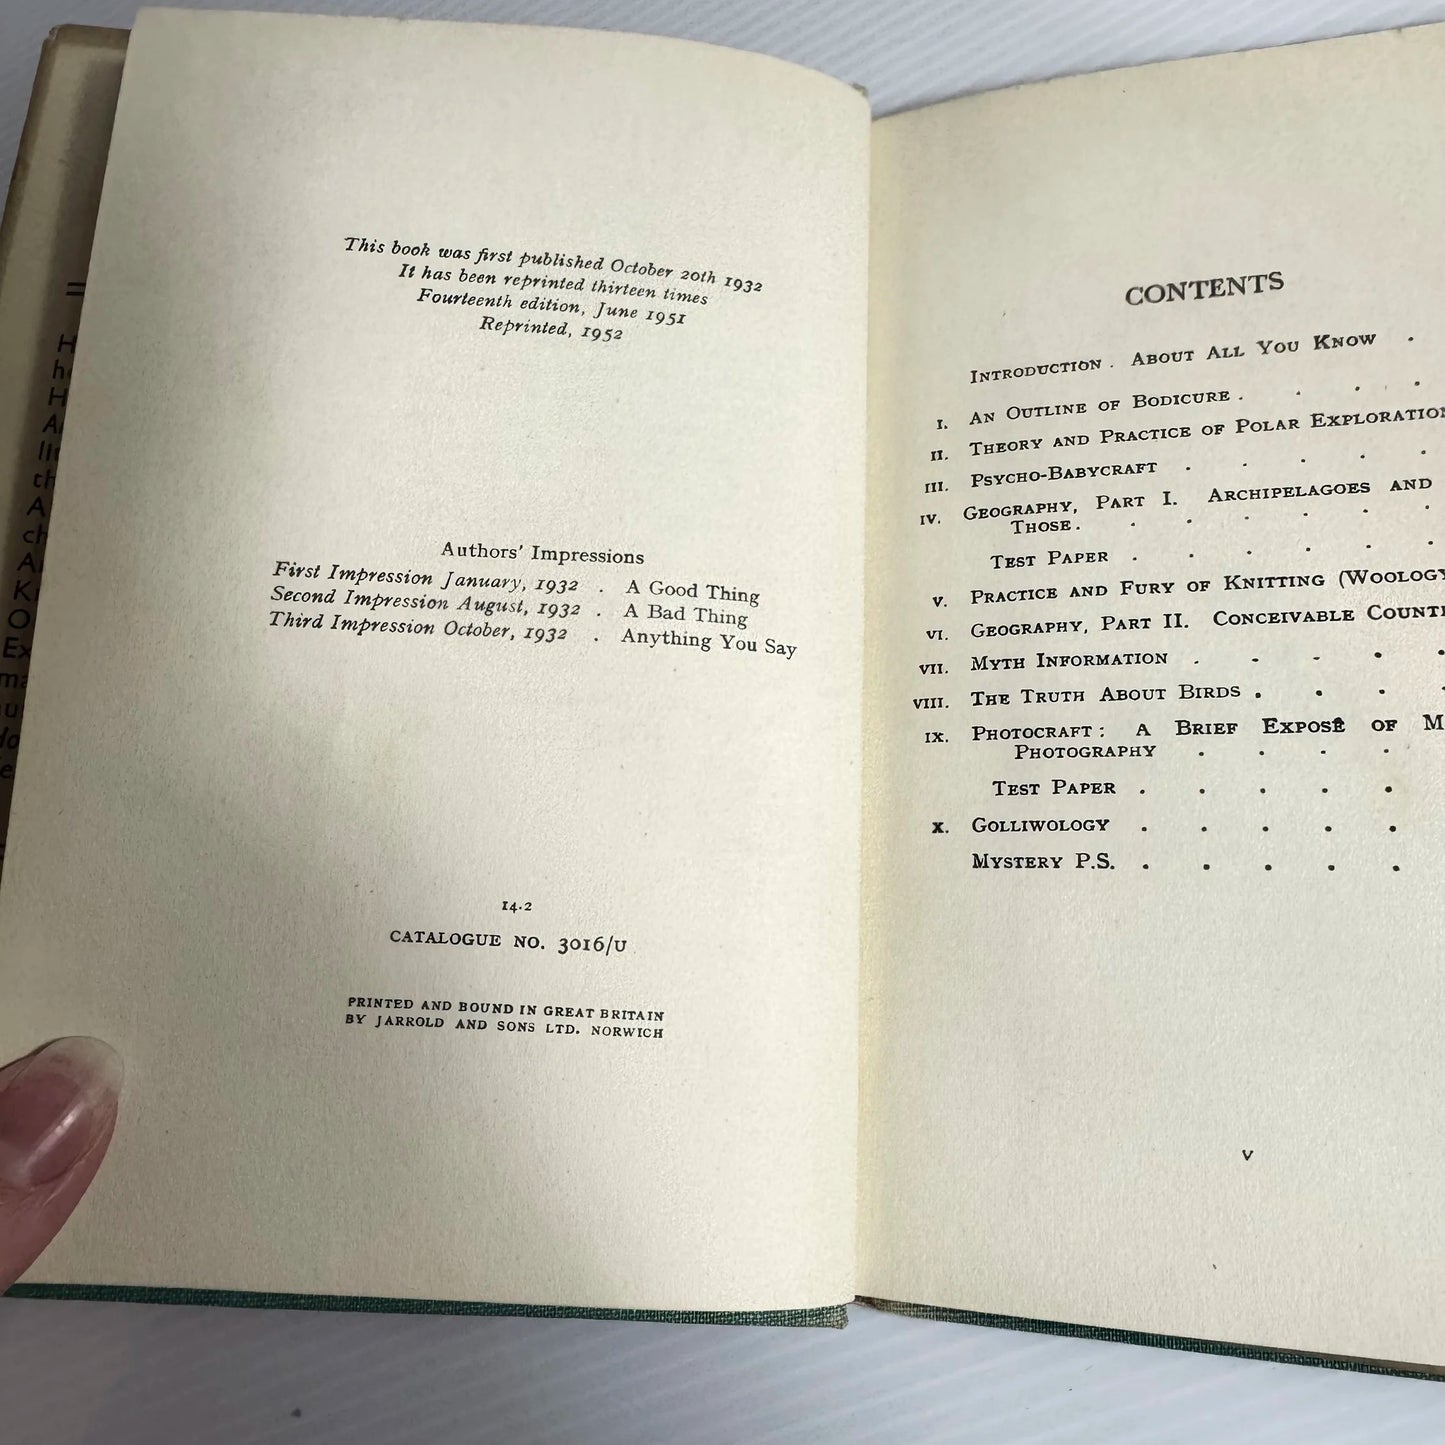 This book was first published October 20th 1932
It has been reprinted thirteen times
Fourteenth edition, June 1951
Reprinted, 1952
Authors' Impressions
First Impression January, 1932 . A Good Thing
Second Impression August, 1932 . A Bad Thing
Third Impression October, 1932 . Anything You Say
14.2
CATALOGUE NO. 3016/U
PRINTED AND BOUND IN GREAT BRITAIN
BY JARROLD AND SONS LTD. NORWICH
CONTENTS
INTRODUCTION . ABOUT ALL YOU KNOW .
I. AN OUTLINE OF BODICURE . . . .
II. THEORY AND PRACTICE OF POLAR EXPLORATION
III. PSYCHO-BABYCRAFT . . . . .
IV. GEOGRAPHY, PART I. ARCHIPELAGOES AND
THOSE . . . . . .
TEST PAPER . . . . . .
V. PRACTICE AND FURY OF KNITTING (WOOLOGY
VI. GEOGRAPHY, PART II. CONCEIVABLE
VII. MYTH INFORMATION . . . . .
VIII. THE TRUTH ABOUT BIRDS . . . .
IX. PHOTOCRAFT: A BRIEF EXPOSÊ OF
PHOTOGRAPHY . . . .
TEST PAPER . . . . .
X. GOLLIWOLOGY . . . . .
MYSTERY P.S. . . . . .
v